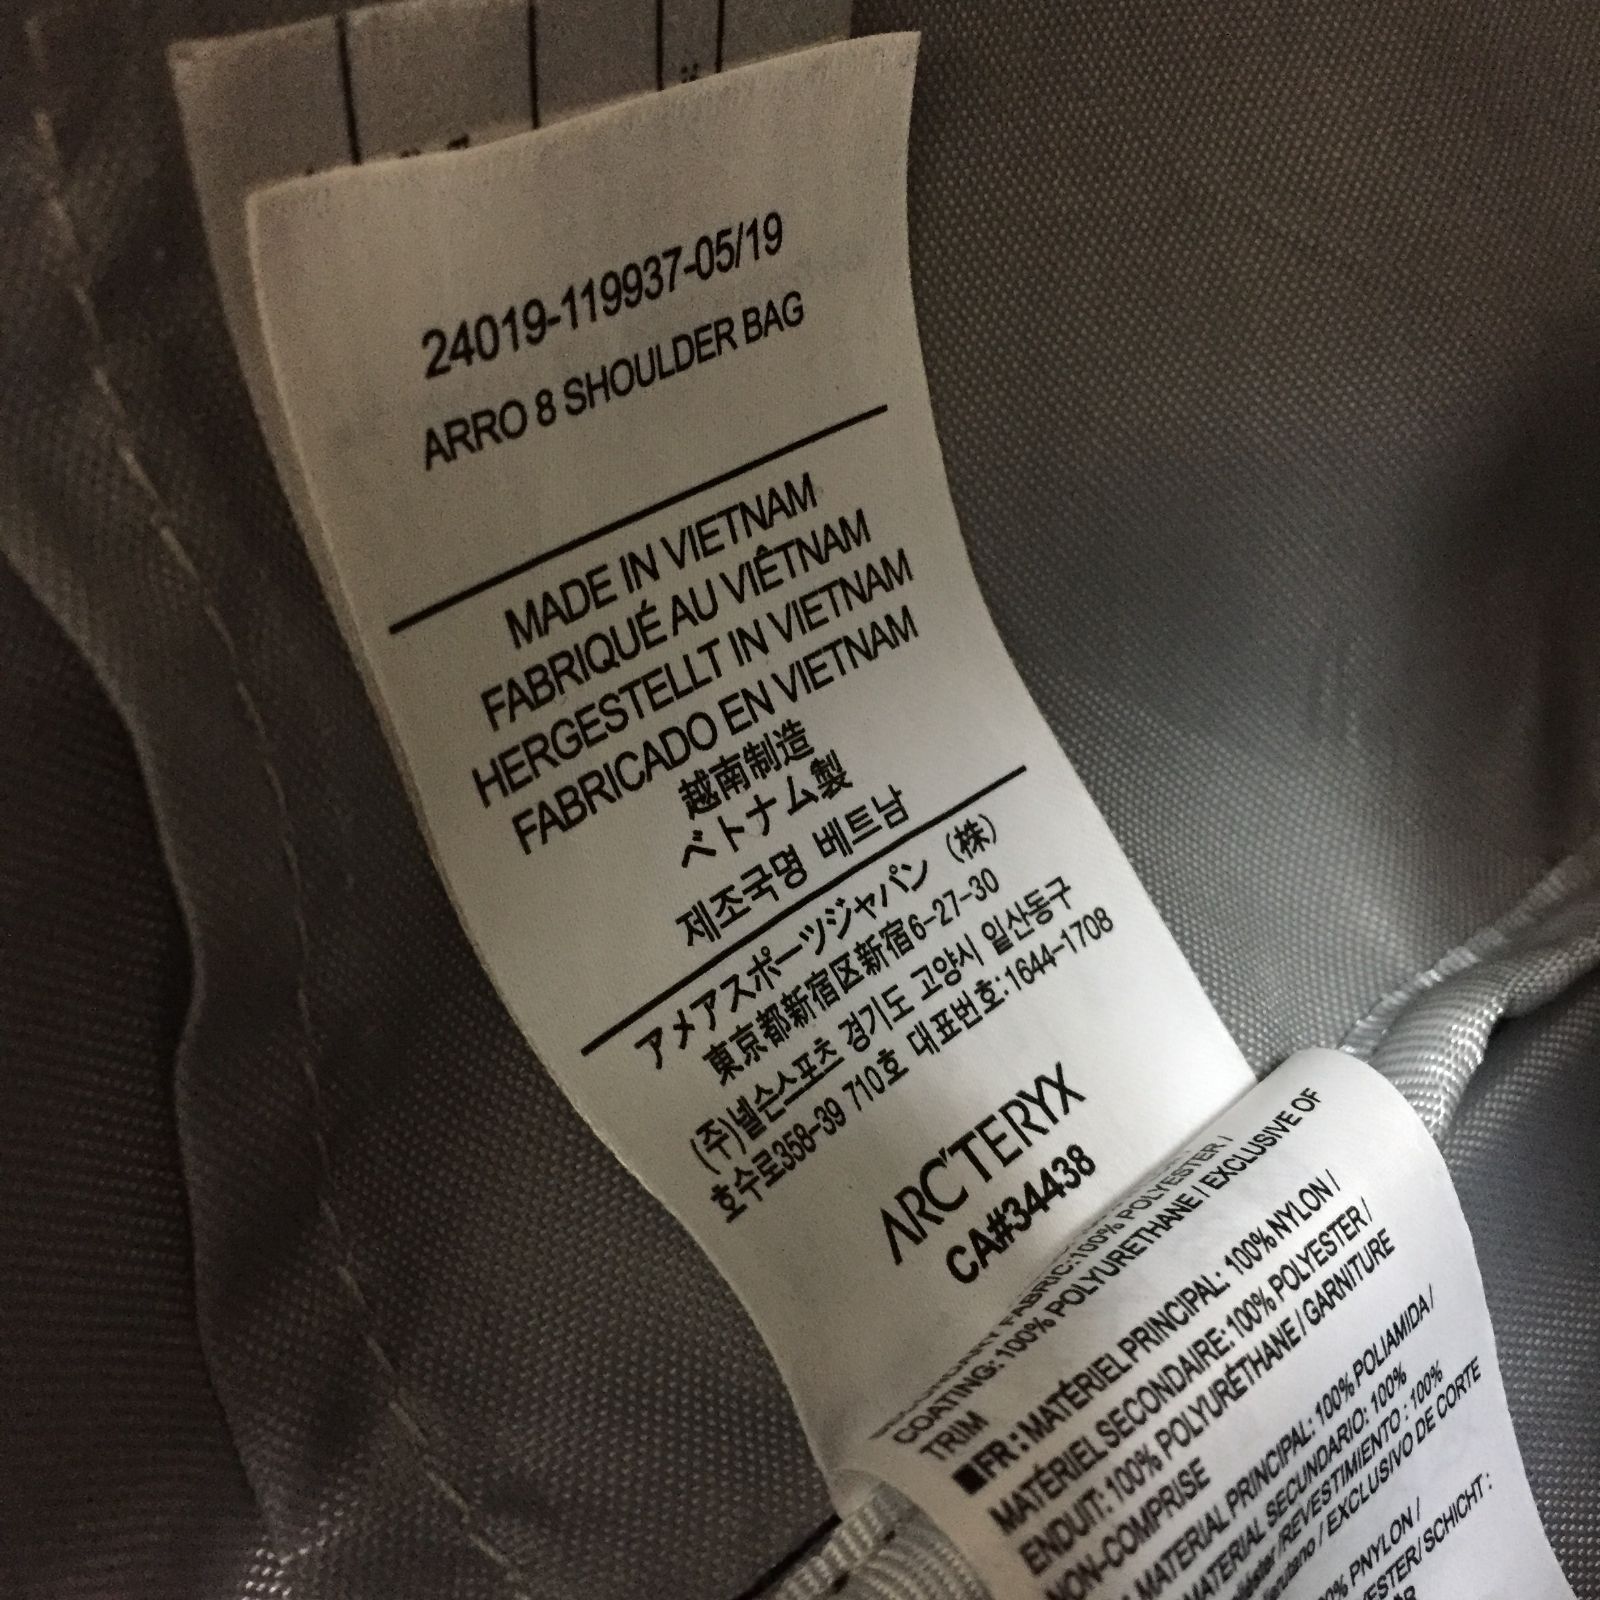 24019-119937-05/19
ARRO 8 SHOULDER BAG
MADE IN VIETNAM
FABRIQUÉ AU VIÊTNAM
HERGESTELLT IN VIETNAM
FABRICADO EN VIETNAM
越南制造
ベトナム製
제조국명 베트남
アメアスポーツジャパン（株）
東京都新宿区新宿6-27-30
(주)넬슨스포츠 경기도 고양시 일산동구
호수로358-39 710호 대표번호:1644-1708
ARC'TERYX
CA#34438
FABRIC:100% POLYESTER /
COATING: 100% POLYURETHANE / EXCLUSIVE OF
TRIM
■FR : MATÉRIEL PRINCIPAL: 100% NYLON /
MATÉRIEL SECONDAIRE: 100% POLYESTER /
ENDUIT: 100% POLYURÉTHANE / GARNITURE
NON-COMPRISE
MATERIAL PRINCIPAL: 100% POLIAMIDA /
MATERIAL SECUNDARIO: 100%
/REVESTIMIENTO : 100%
/ EXCLUSIVO DE CORTE
PNYLON /
/ SCHICHT :